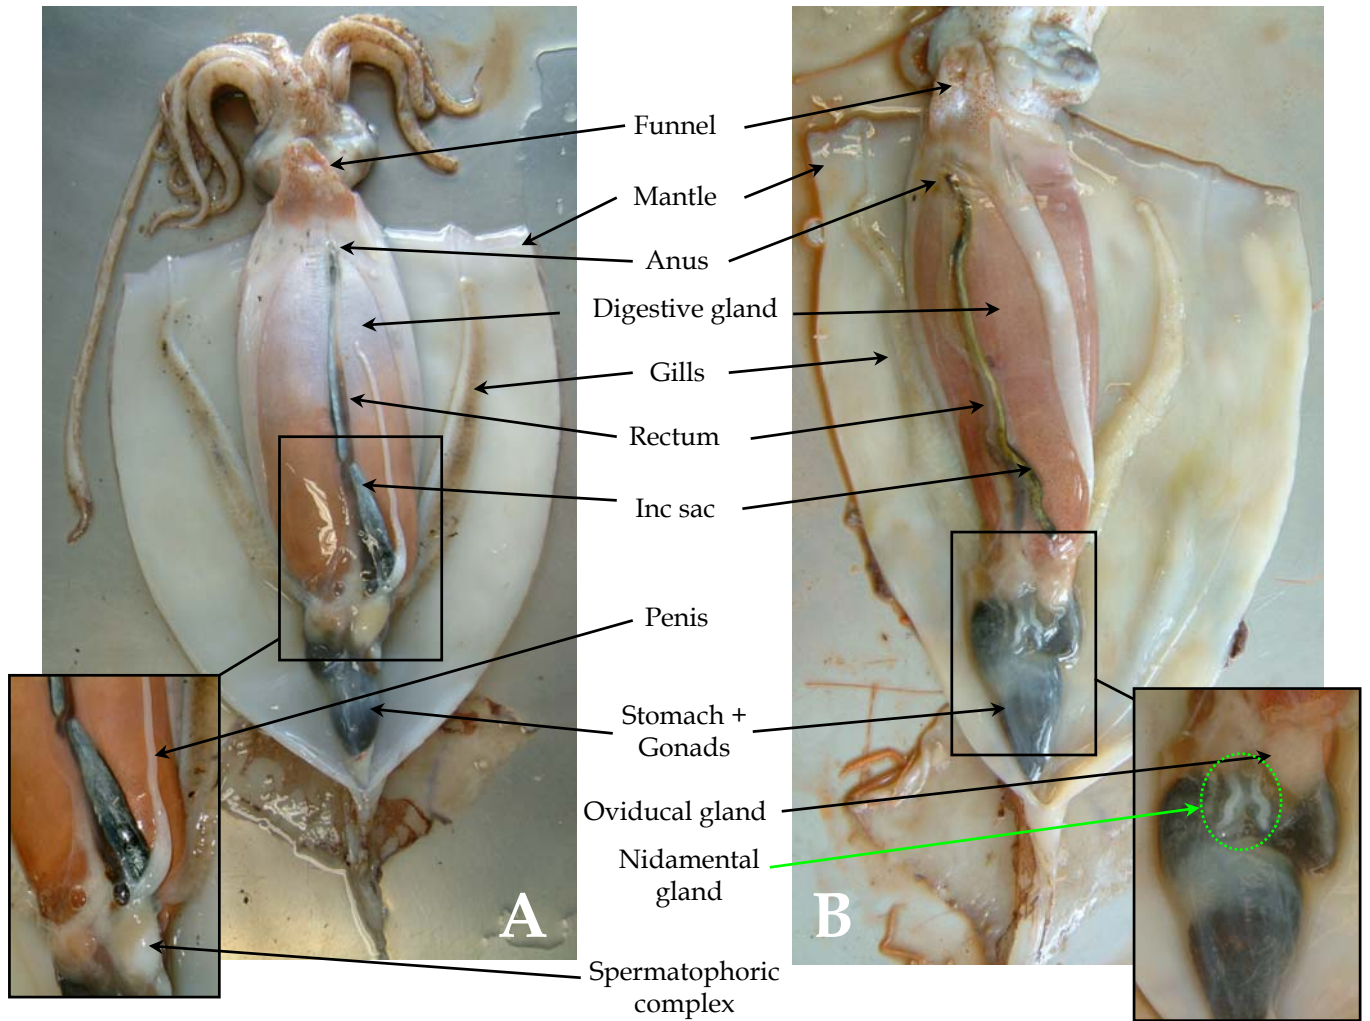 Funnel
Mantle
Anus
Digestive gland
Gills
Rectum
Inc sac
Penis
Stomach +
Gonads
Oviducal gland
Nidamental
gland
A
B
Spermatophoric
complex